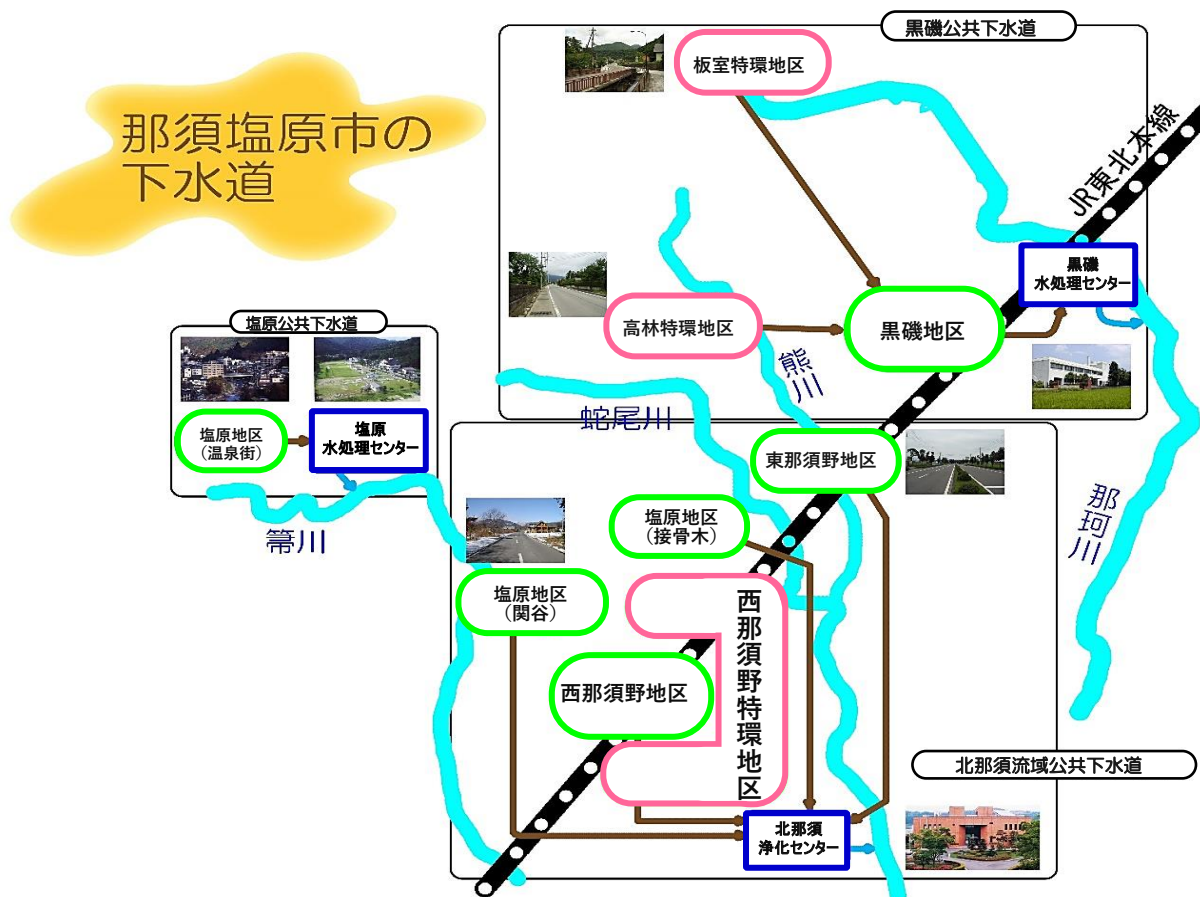 那須塩原市の
下水道
黒磯公共下水道
板室特環地区
JR東北本線
黒磯
水処理センター
高林特環地区
黒磯地区
熊川
塩原公共下水道
塩原地区
(温泉街)
塩原
水処理センター
箒川
蛇尾川
東那須野地区
那珂川
塩原地区
(接骨木)
塩原地区
(関谷)
西那須野特環地区
西那須野地区
北那須流域公共下水道
北那須
浄化センター